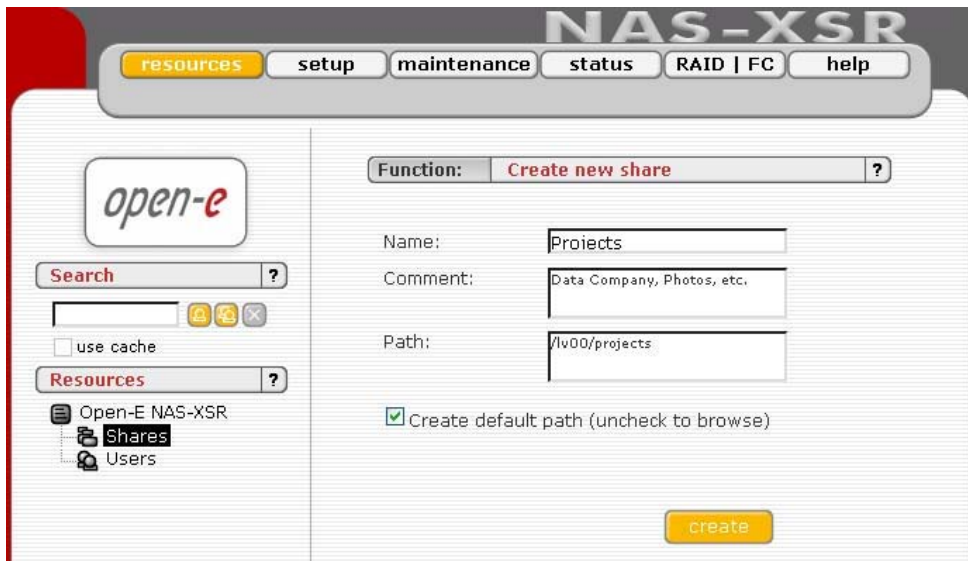 NAS-XSR
resources setup maintenance status RAID | FC help
open-e
Function: Create new share ?
Name: Projects
Comment: Data Company, Photos, etc.
Path: /lv00/projects
Create default path (uncheck to browse)
create
Search ?
use cache
Resources ?
Open-E NAS-XSR
Shares
Users